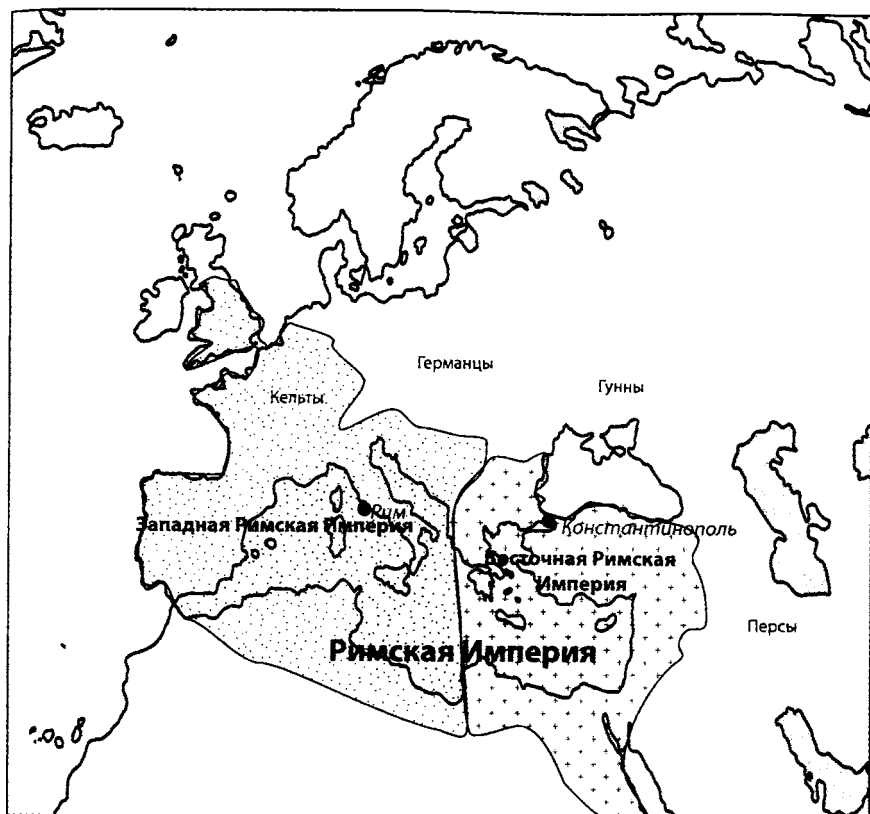 Германцы
Гунны
Кельты
Рим
Западная Римская Империя
Константинополь
Восточная Римская
Империя
Персы
Римская Империя